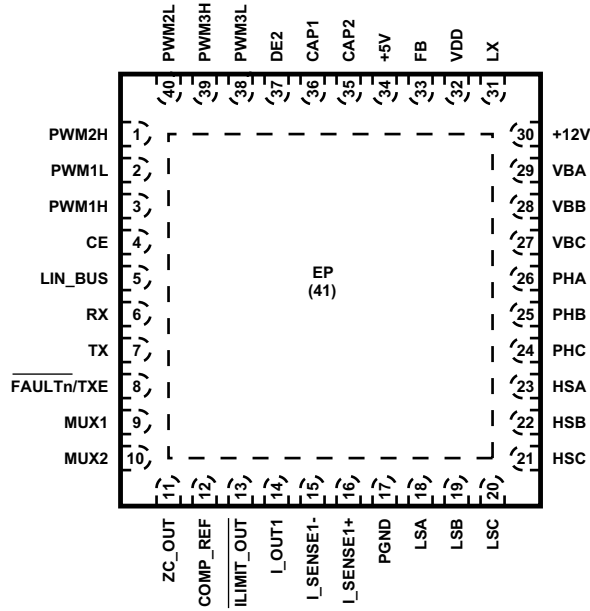 PWM2L
PWM3H
PWM3L
DE2
CAP1
CAP2
+5V
FB
VDD
LX
40
39
38
37
36
35
34
33
32
31
PWM2H 1
PWM1L 2
PWM1H 3
CE 4
LIN_BUS 5
RX 6
TX 7
FAULTn/TXE 8
MUX1 9
MUX2 10
EP
(41)
30 +12V
29 VBA
28 VBB
27 VBC
26 PHA
25 PHB
24 PHC
23 HSA
22 HSB
21 HSC
11
12
13
14
15
16
17
18
19
20
ZC_OUT
COMP_REF
ILIMIT_OUT
I_OUT1
I_SENSE1-
I_SENSE1+
PGND
LSA
LSB
LSC